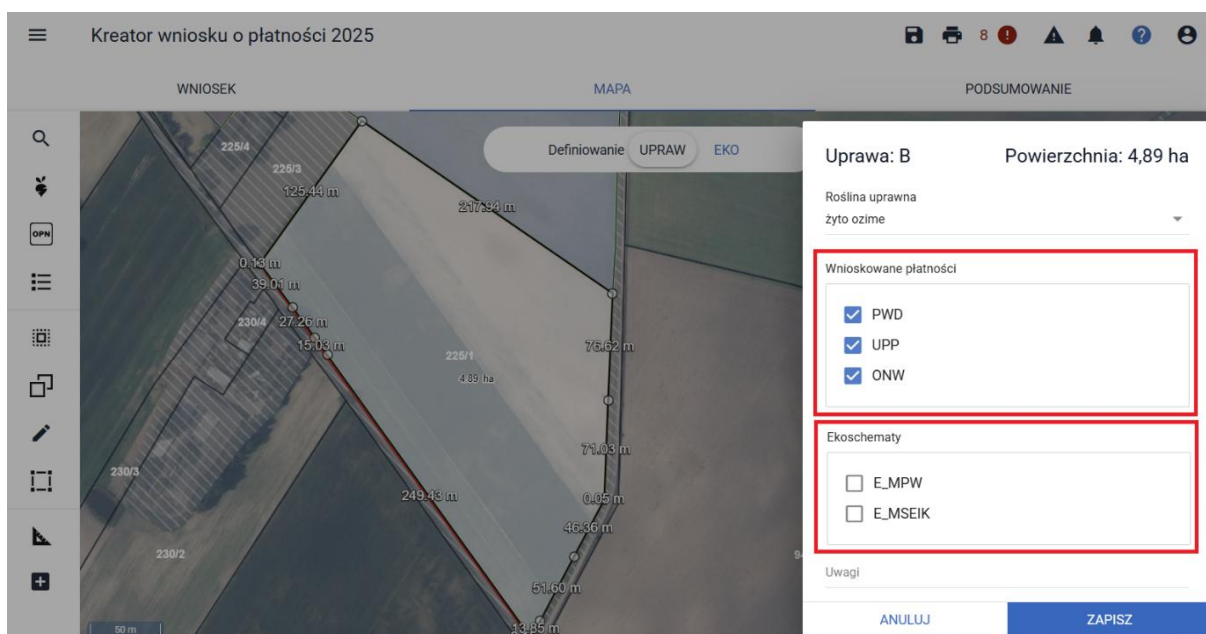 Kreator wniosku o płatności 2025
8
WNIOSEK
MAPA
PODSUMOWANIE
Definiowanie UPRAW EKO
OPN
225/4
225/3
125.44 m
217.94 m
0.13 m
39.01 m
230/4
27.26 m
15.03 m
225/1
4.89 ha
76.62 m
71.03 m
230/3
249.43 m
0.05 m
46.36 m
230/2
51.60 m
13.85 m
50 m
Uprawa: B
Powierzchnia: 4,89 ha
Roślina uprawna
żyto ozime
Wnioskowane płatności
PWD
UPP
ONW
Ekoschematy
E_MPW
E_MSEIK
Uwagi
ANULUJ
ZAPISZ